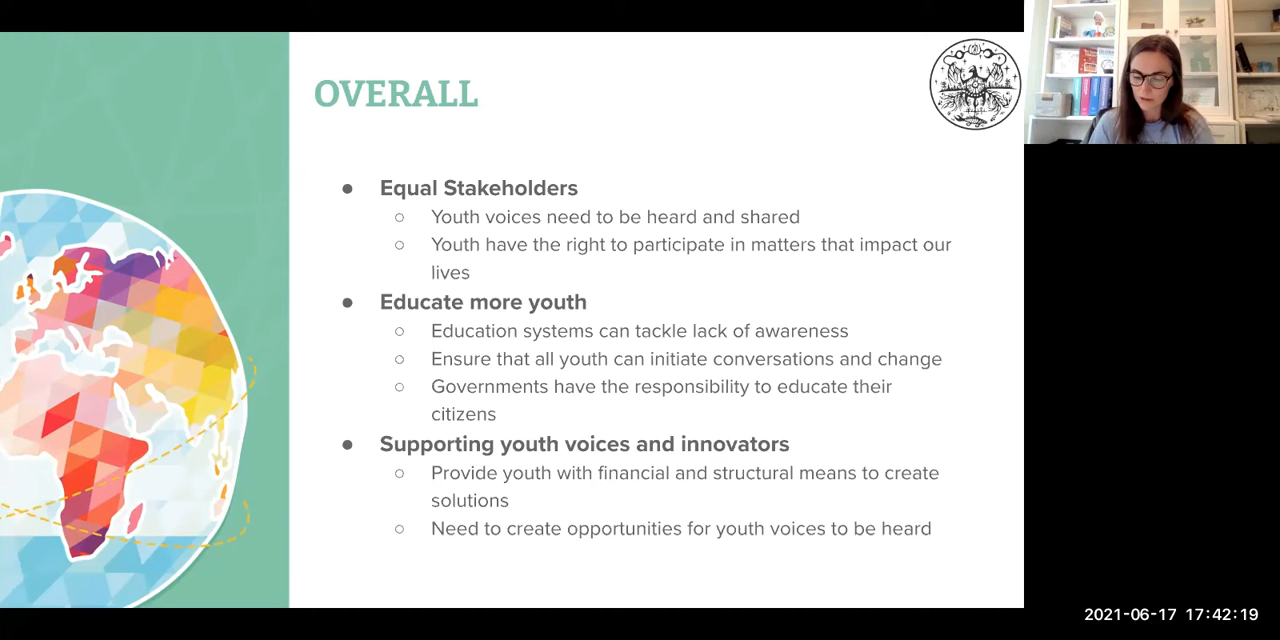 OVERALL
● Equal Stakeholders
○ Youth voices need to be heard and shared
○ Youth have the right to participate in matters that impact our
lives
● Educate more youth
○ Education systems can tackle lack of awareness
○ Ensure that all youth can initiate conversations and change
○ Governments have the responsibility to educate their
citizens
● Supporting youth voices and innovators
○ Provide youth with financial and structural means to create
solutions
○ Need to create opportunities for youth voices to be heard
2021-06-17 17:42:19